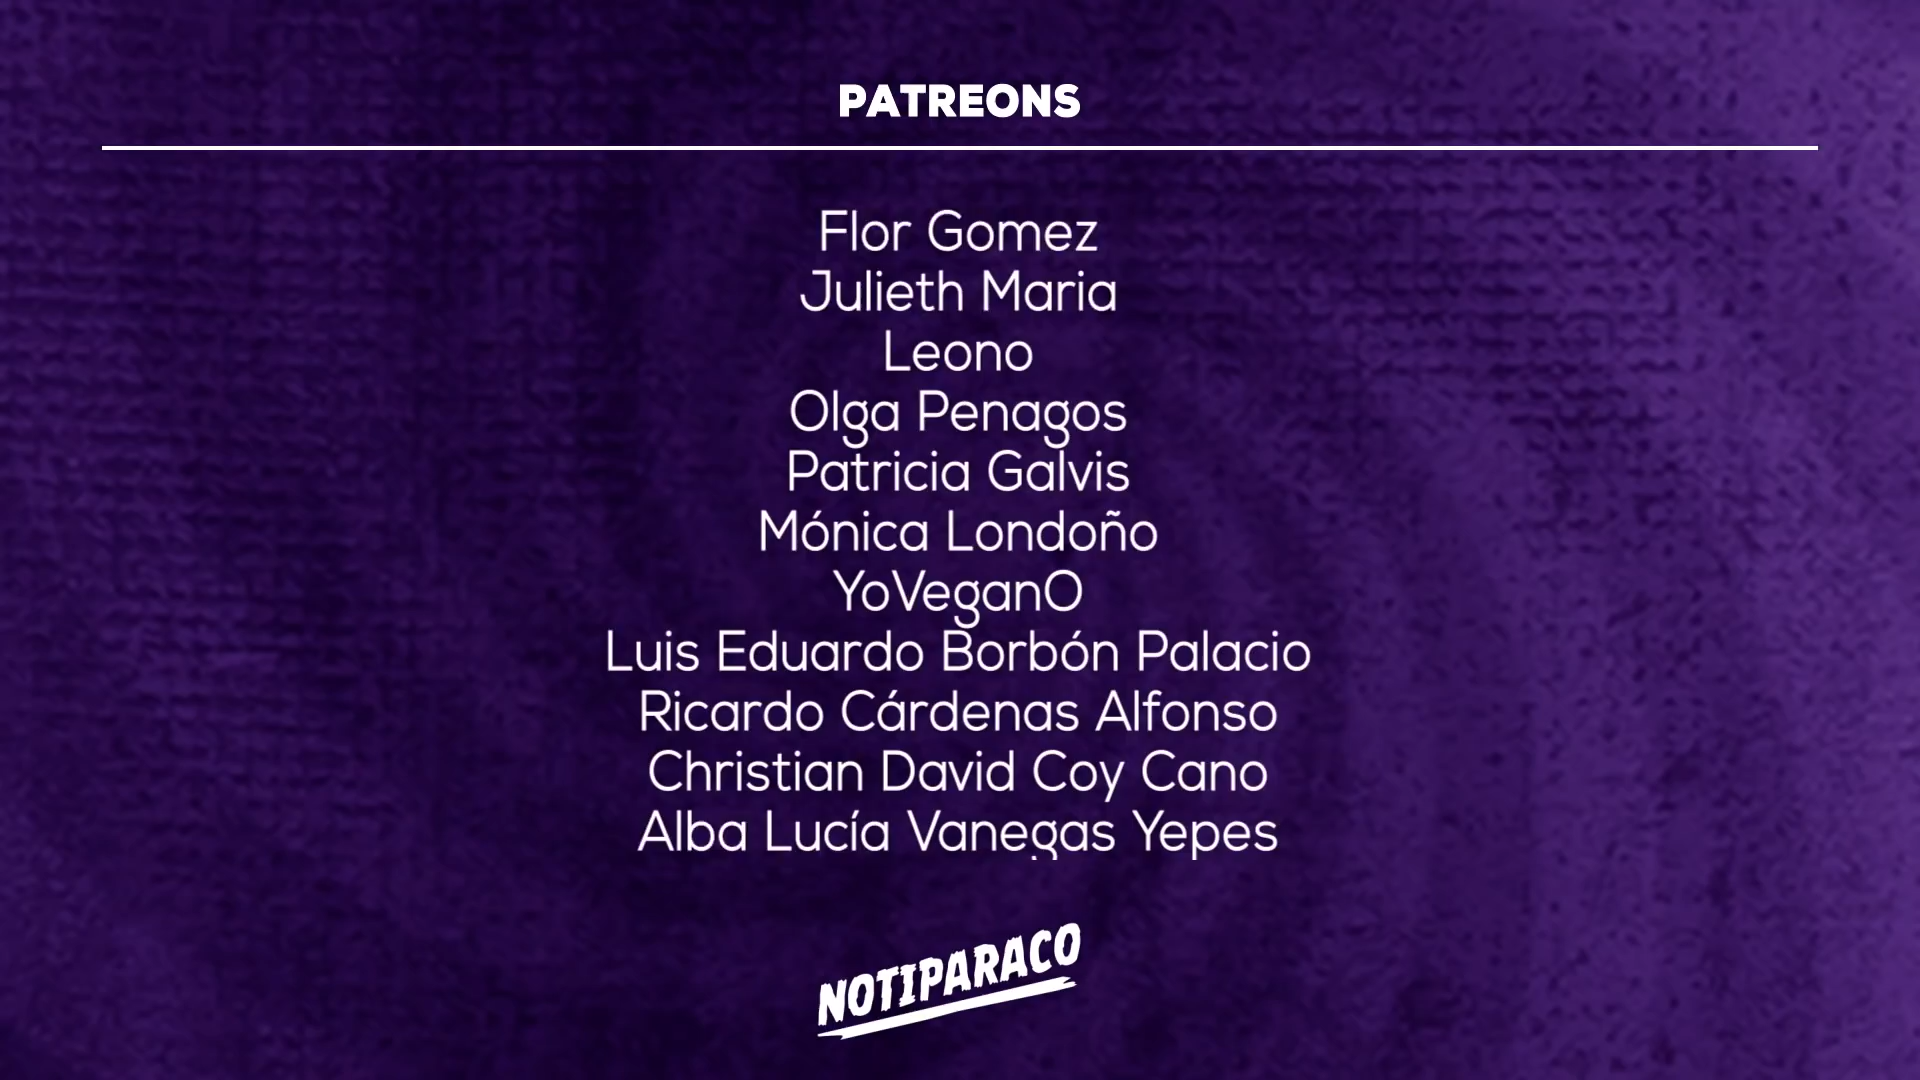 PATREONS
Flor Gomez
Julieth Maria
Leono
Olga Penagos
Patricia Galvis
Mónica Londoño
YoVeganO
Luis Eduardo Borbón Palacio
Ricardo Cárdenas Alfonso
Christian David Coy Cano
Alba Lucía Vanegas Yepes
NOTIPARACO